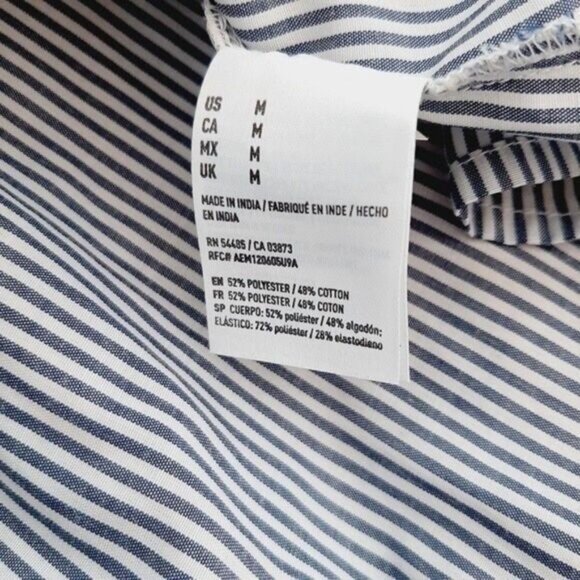 US M
CA M
MX M
UK M
MADE IN INDIA / FABRIQUÉ EN INDE / HECHO
EN INDIA
RN 54485 / CA 03873
RFC# AEM120605U9A
EN 52% POLYESTER / 48% COTTON
FR 52% POLYESTER / 48% COTON
SP CUERPO: 52% poliéster / 48% algodón;
ELÁSTICO: 72% poliéster / 28% elastodieno